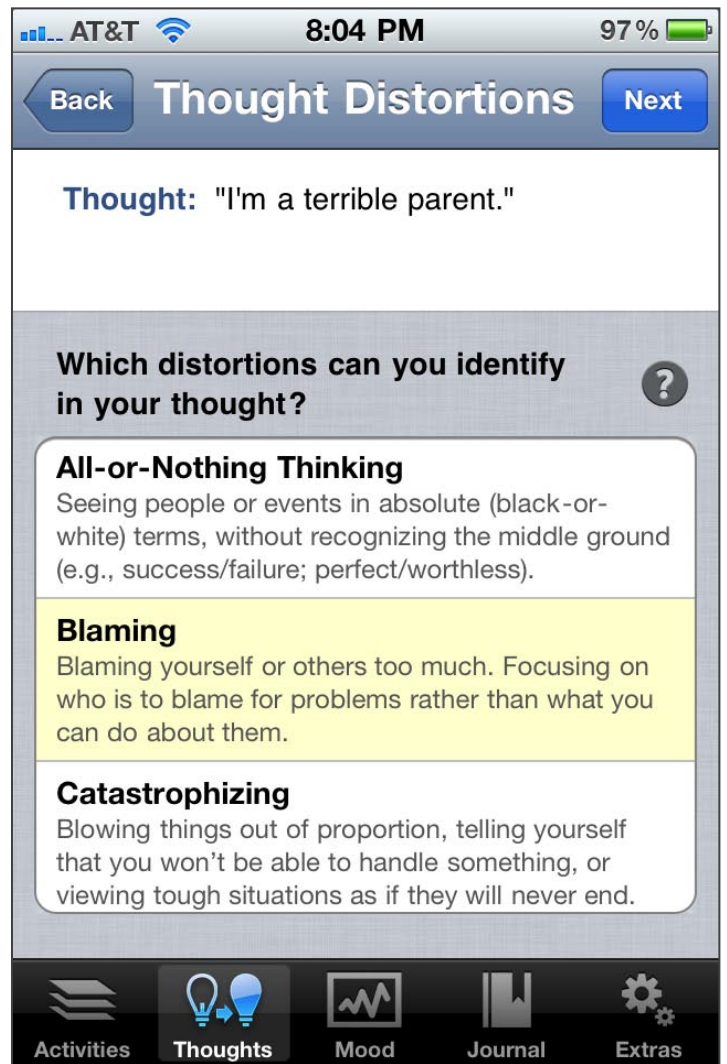 AT&T 8:04 PM 97%
Back Thought Distortions Next
Thought: "I'm a terrible parent."
Which distortions can you identify
in your thought? ?
All-or-Nothing Thinking
Seeing people or events in absolute (black-or-
white) terms, without recognizing the middle ground
(e.g., success/failure; perfect/worthless).
Blaming
Blaming yourself or others too much. Focusing on
who is to blame for problems rather than what you
can do about them.
Catastrophizing
Blowing things out of proportion, telling yourself
that you won't be able to handle something, or
viewing tough situations as if they will never end.
Activities Thoughts Mood Journal Extras